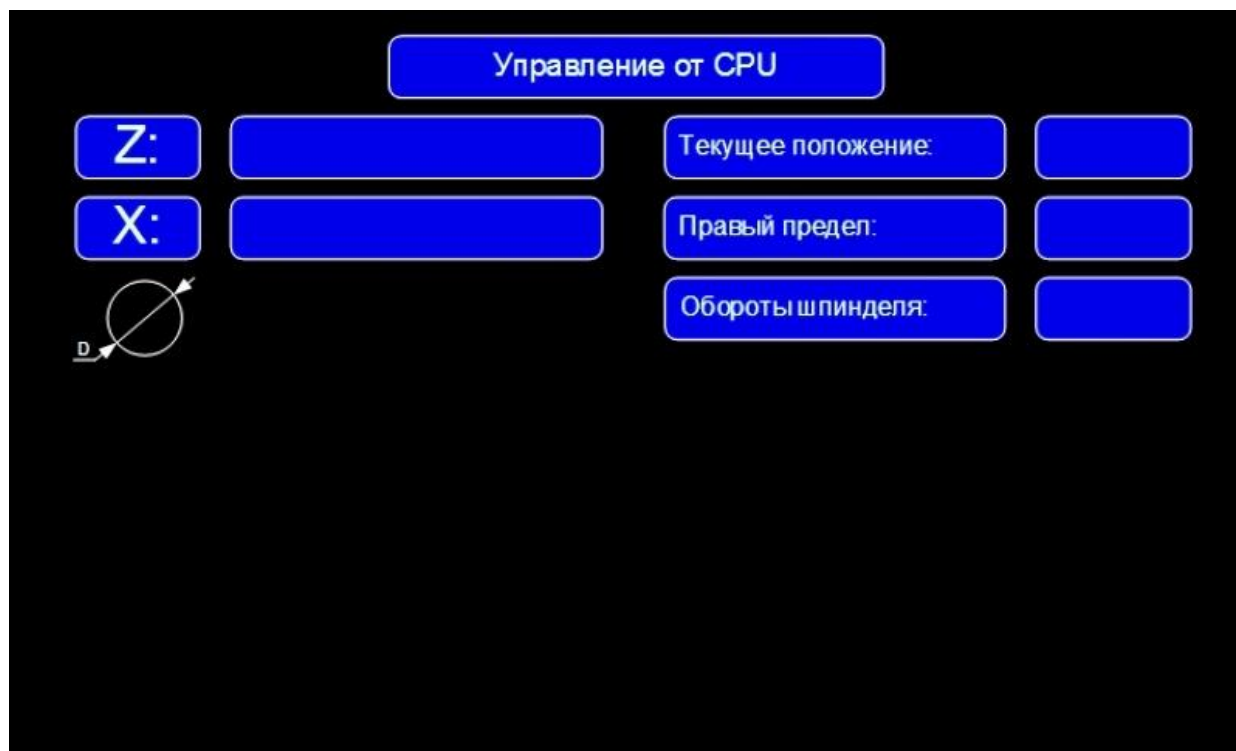 Управление от CPU
Z:
Текущее положение:
X:
Правый предел:
Обороты шпинделя:
D